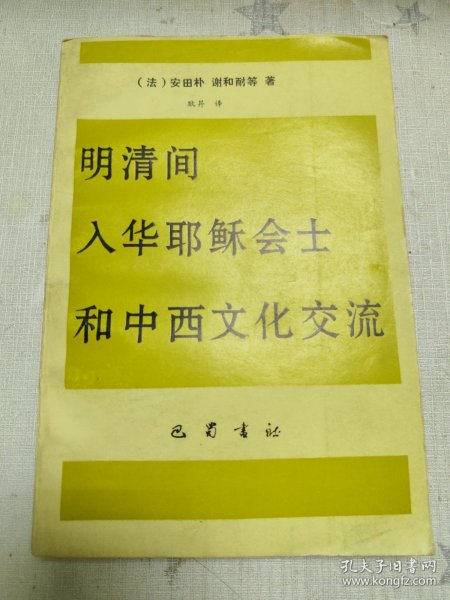 （法）安田朴 谢和耐等 著
耿昇 译
明清间
入华耶稣会士
和中西文化交流
巴蜀书社
孔夫子旧书网
www.kongfz.com